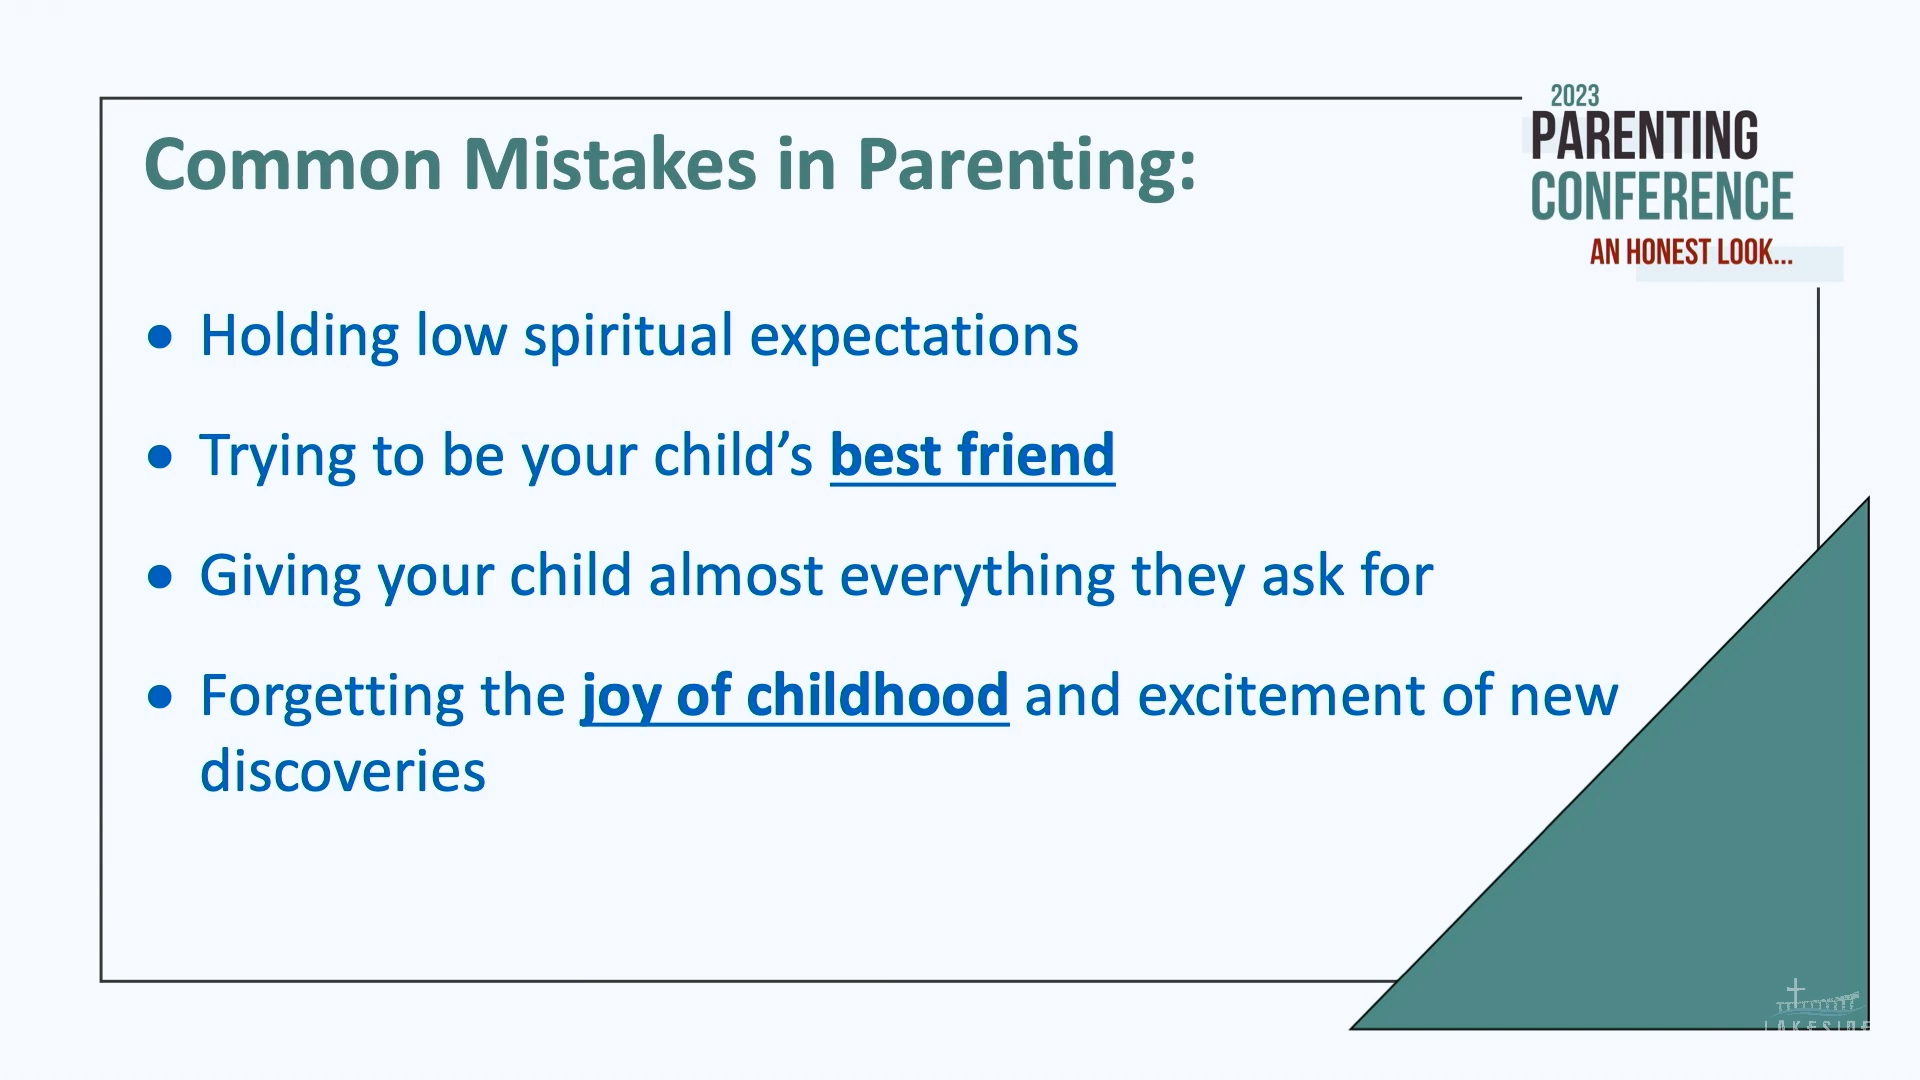 2023
PARENTING
CONFERENCE
AN HONEST LOOK...
Common Mistakes in Parenting:
● Holding low spiritual expectations
● Trying to be your child’s best friend
● Giving your child almost everything they ask for
● Forgetting the joy of childhood and excitement of new
discoveries
LAKESIDE